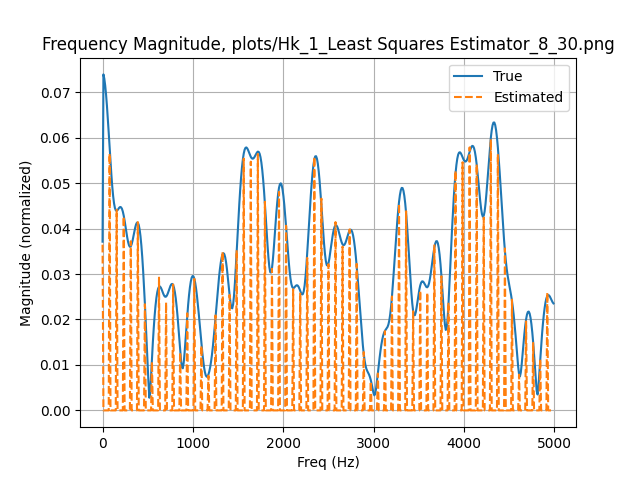 Frequency Magnitude, plots/Hk_1_Least Squares Estimator_8_30.png
True
Estimated
0.07
0.06
0.05
0.04
0.03
0.02
0.01
0.00
Magnitude (normalized)
0
1000
2000
3000
4000
5000
Freq (Hz)